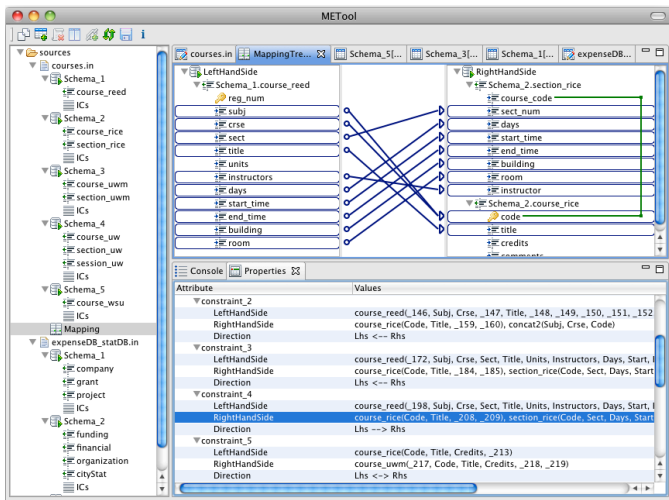 METool
i
sources
courses.in
Schema_1
course_reed
ICs
Schema_2
course_rice
section_rice
ICs
Schema_3
course_uwm
section_uwm
ICs
Schema_4
course_uw
section_uw
session_uw
ICs
Schema_5
course_wsu
ICs
Mapping
expenseDB_statDB.in
Schema_1
company
grant
project
ICs
Schema_2
funding
financial
organization
cityStat
ICs
courses.in MappingTre... Schema_5[... Schema_3[... Schema_1[... expenseDB...
LeftHandSide
Schema_1.course_reed
reg_num
subj
crse
sect
title
units
instructors
days
start_time
end_time
building
room
RightHandSide
Schema_2.section_rice
course_code
sect_num
days
start_time
end_time
building
room
instructor
Schema_2.course_rice
code
title
credits
comments
Console Properties
Attribute Values
constraint_2
LeftHandSide course_reed(_146, Subj, Crse, _147, Title, _148, _149, _150, _151, _152
RightHandSide course_rice(Code, Title, _159, _160), concat2(Subj, Crse, Code)
Direction Lhs <-- Rhs
constraint_3
LeftHandSide course_reed(_172, Subj, Crse, Sect, Title, Units, Instructors, Days, Start, I
RightHandSide course_rice(Code, Title, _184, _185), section_rice(Code, Sect, Days, Start
Direction Lhs <-- Rhs
constraint_4
LeftHandSide course_reed(_198, Subj, Crse, Sect, Title, Units, Instructors, Days, Start, I
RightHandSide course_rice(Code, Title, _208, _209), section_rice(Code, Sect, Days, Start
Direction Lhs --> Rhs
constraint_5
LeftHandSide course_rice(Code, Title, Credits, _213)
RightHandSide course_uwm(_217, Code, Title, Credits, _218, _219)
Direction Lhs <-- Rhs